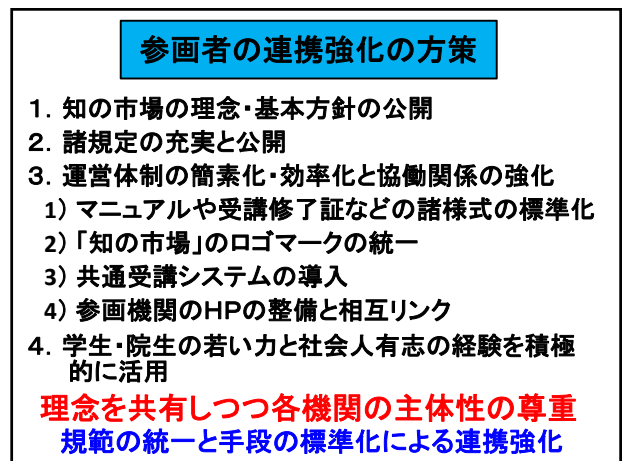 参画者の連携強化の方策
1．知の市場の理念・基本方針の公開
2．諸規定の充実と公開
3．運営体制の簡素化・効率化と協働関係の強化
1）マニュアルや受講修了証などの諸様式の標準化
2）「知の市場」のロゴマークの統一
3）共通受講システムの導入
4）参画機関のHPの整備と相互リンク
4．学生・院生の若い力と社会人有志の経験を積極
的に活用
理念を共有しつつ各機関の主体性の尊重
規範の統一と手段の標準化による連携強化